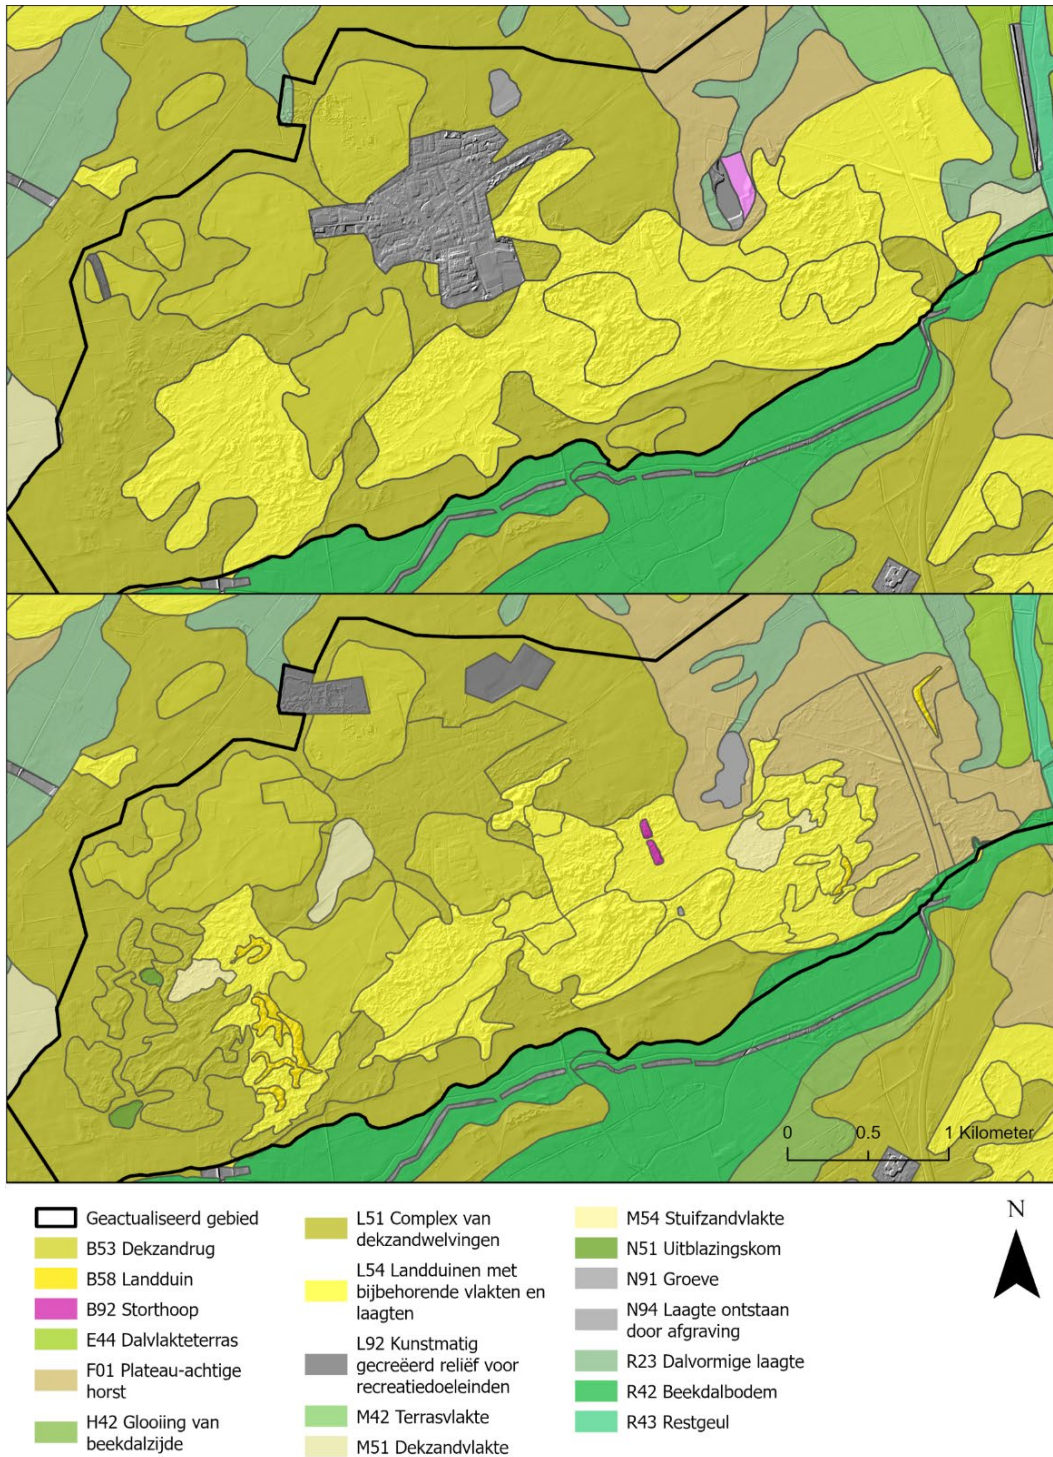 0 0.5 1 Kilometer
Geactualiseerd gebied
B53 Dekzandrug
B58 Landduin
B92 Storthoop
E44 Dalvlakteterras
F01 Plateau-achtige
horst
H42 Glooiing van
beekdalzijde
L51 Complex van
dekzandwelvingen
L54 Landduinen met
bijbehorende vlakten en
laagten
L92 Kunstmatig
gecreëerd reliëf voor
recreatiedoeleinden
M42 Terrasvlakte
M51 Dekzandvlakte
M54 Stuifzandvlakte
N51 Uitblazingskom
N91 Groeve
N94 Laagte ontstaan
door afgraving
R23 Dalvormige laagte
R42 Beekdalbodem
R43 Restgeul
N